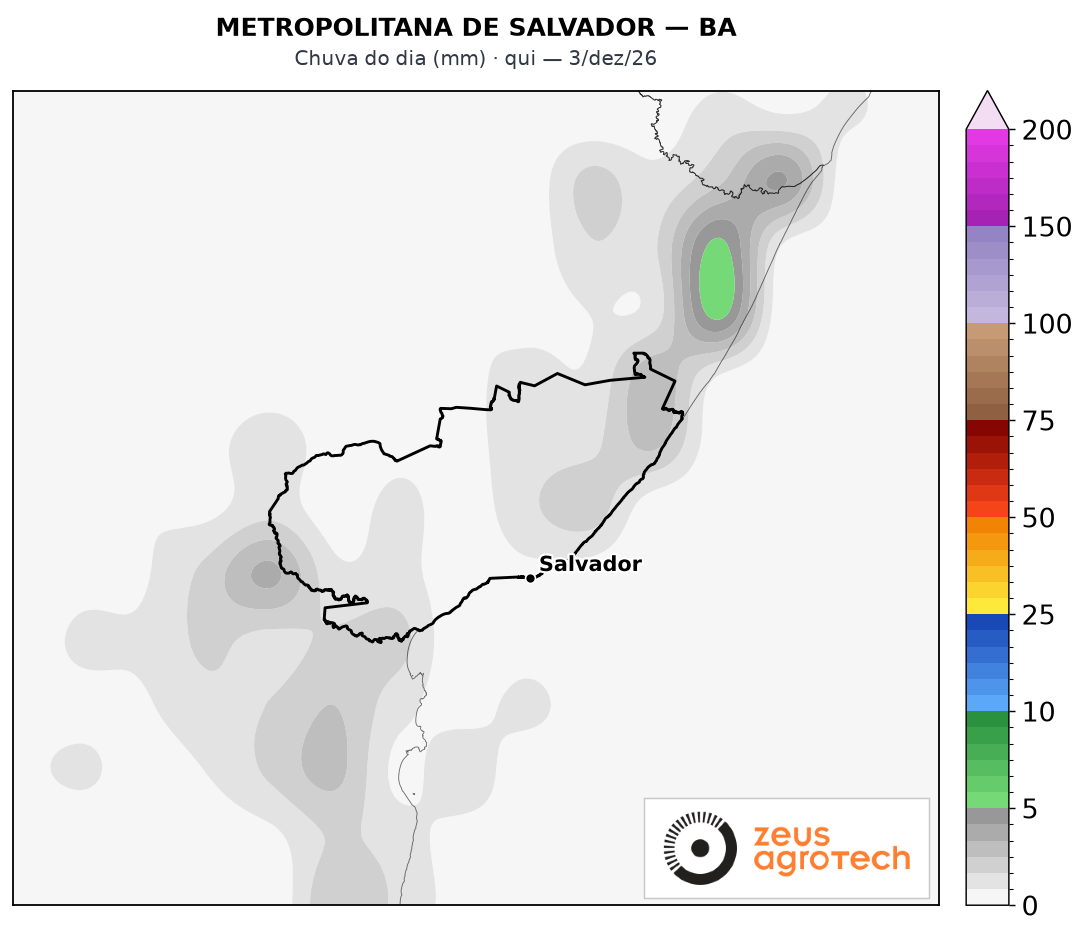 METROPOLITANA DE SALVADOR — BA
Chuva do dia (mm) · qui — 3/dez/26
200
150
100
75
50
25
10
5
0
Salvador
zeus
agrotech